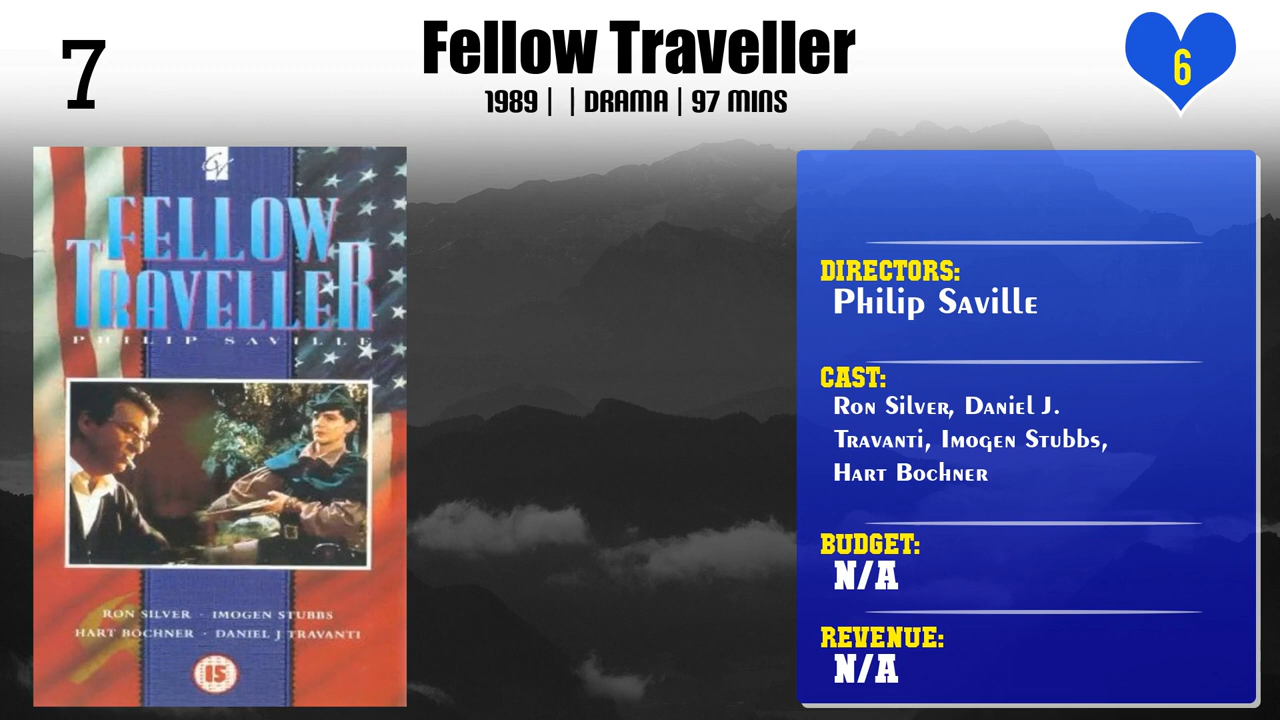 7
Fellow Traveller
1989 | | DRAMA | 97 MINS
6
FELLOW
TRAVELLER
PHILIP SAVILLE
RON SILVER · IMOGEN STUBBS
HART BOCHNER · DANIEL J TRAVANTI
15
DIRECTORS:
Philip Saville
CAST:
Ron Silver, Daniel J.
Travanti, Imogen Stubbs,
Hart Bochner
BUDGET:
N/A
REVENUE:
N/A